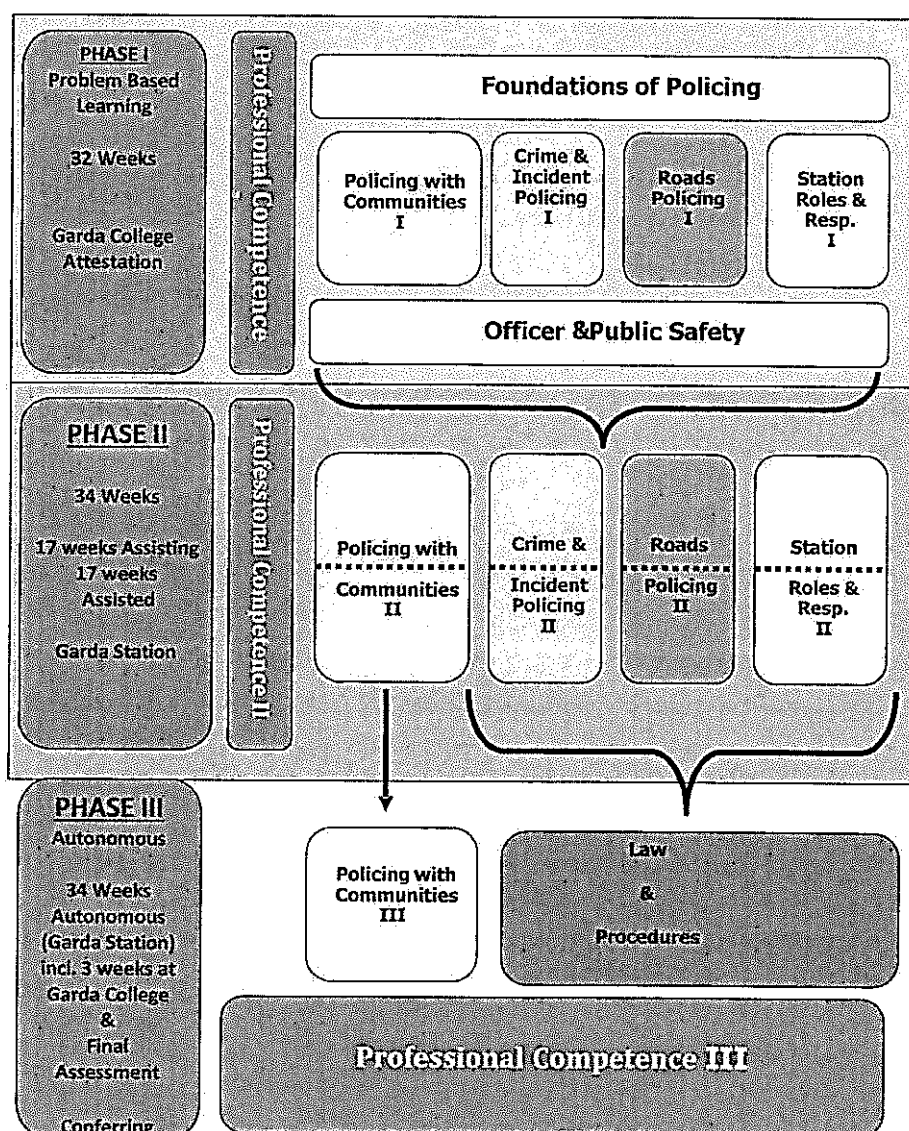 PHASE I
Problem Based
Learning
32 Weeks
Garda College
Attestation
Professional Competence
Foundations of Policing
Policing with
Communities
I
Crime &
Incident
Policing
I
Roads
Policing
I
Station
Roles &
Resp.
I
Officer &Public Safety
PHASE II
34 Weeks
17 weeks Assisting
17 weeks
Assisted
Garda Station
Professional Competence II
Policing with
Communities
II
Crime &
Incident
Policing
II
Roads
Policing
II
Station
Roles &
Resp.
II
PHASE III
Autonomous
34 Weeks
Autonomous
(Garda Station)
incl. 3 weeks at
Garda College
&
Final
Assessment
Conferring
Policing with
Communities
III
Law
&
Procedures
Professional Competence III